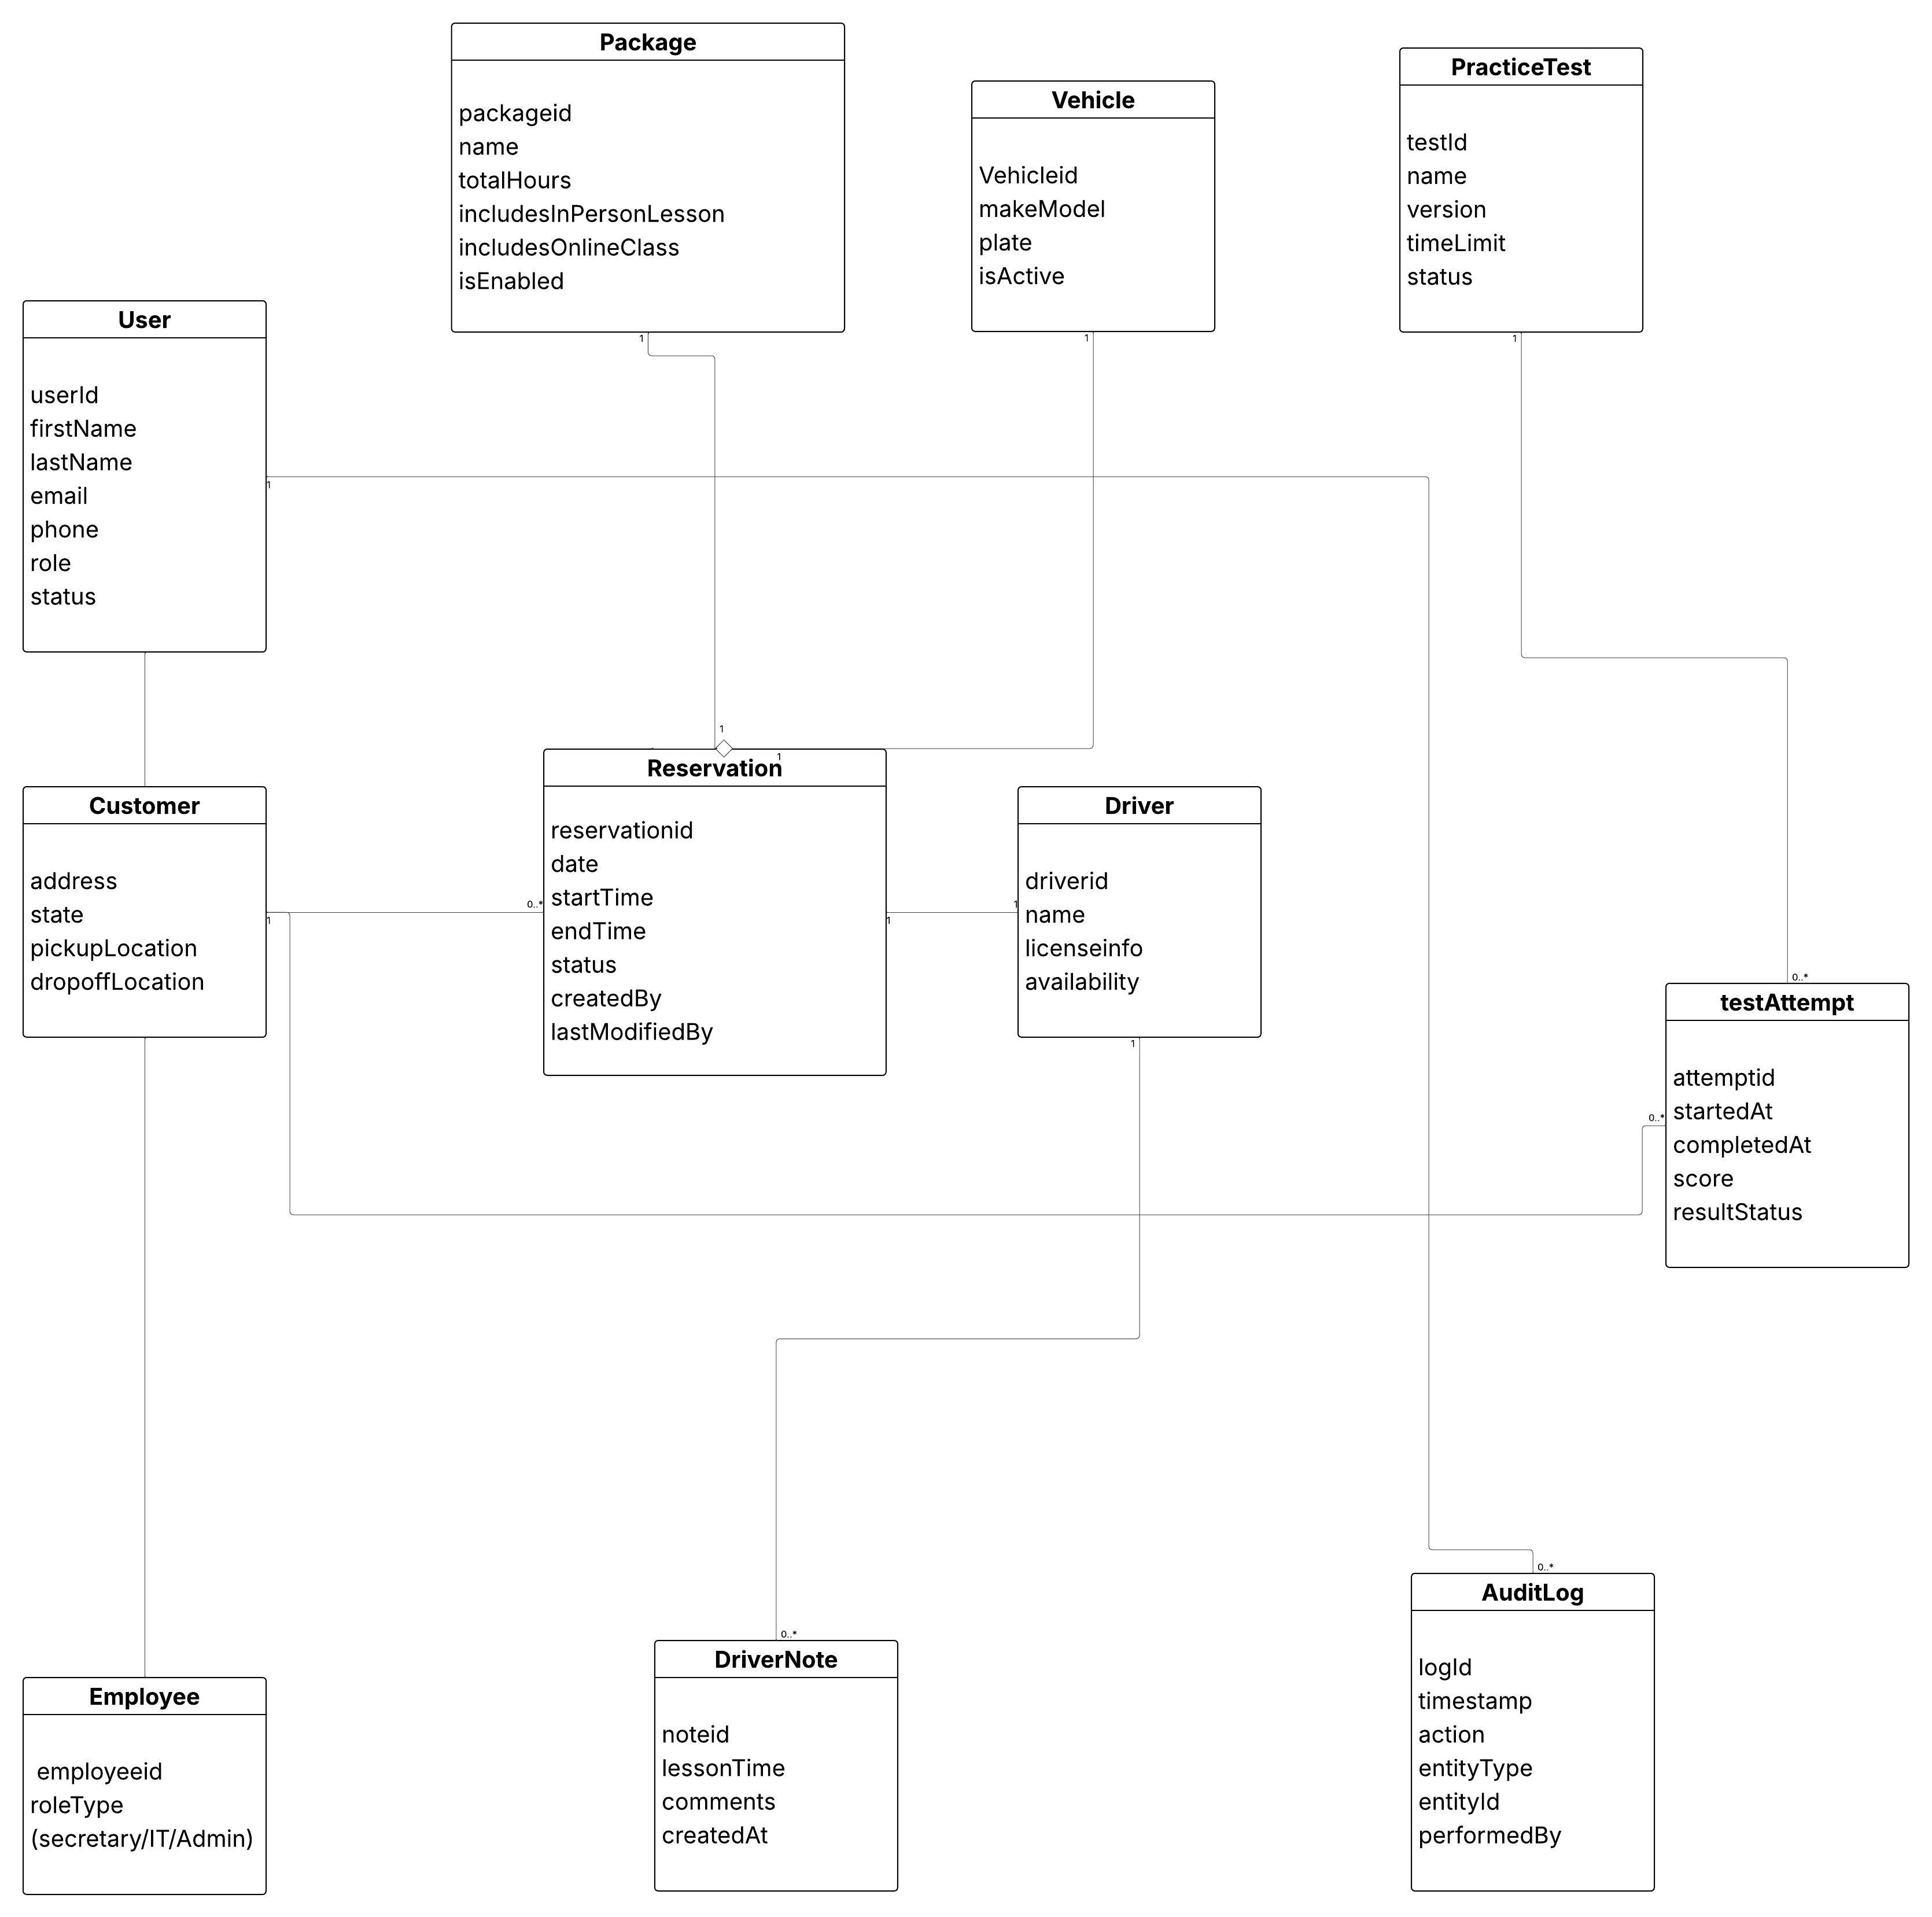 Package
packageid
name
totalHours
includesInPersonLesson
includesOnlineClass
isEnabled
1
Vehicle
Vehicleid
makeModel
plate
isActive
1
PracticeTest
testId
name
version
timeLimit
status
1
User
userId
firstName
lastName
email
phone
role
status
1
Customer
address
state
pickupLocation
dropoffLocation
1
1
1
Reservation
reservationid
date
startTime
endTime
status
createdBy
lastModifiedBy
0..*
1
Driver
driverid
name
licenseinfo
availability
1
1
testAttempt
attemptid
startedAt
completedAt
score
resultStatus
0..*
0..*
Employee
employeeid
roleType
(secretary/IT/Admin)
0..*
DriverNote
noteid
lessonTime
comments
createdAt
0..*
AuditLog
logId
timestamp
action
entityType
entityId
performedBy